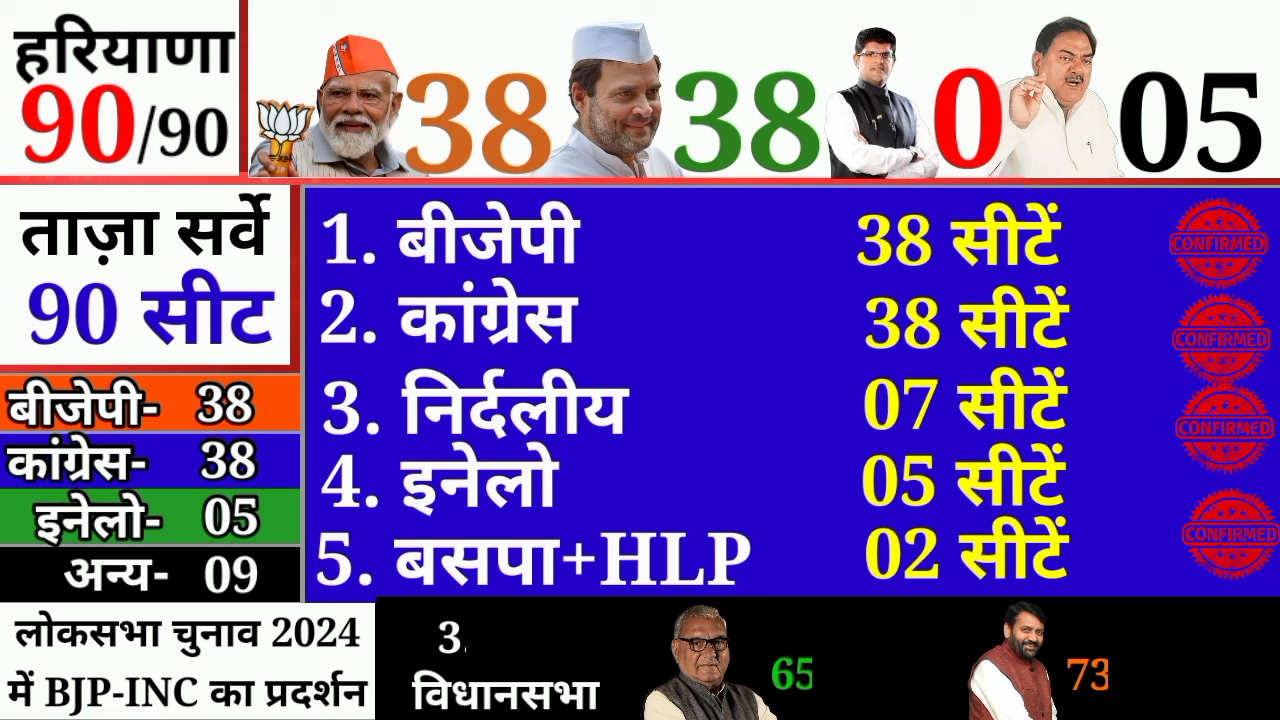 हरियाणा
90/90
38
38
0
05
ताज़ा सर्वे
90 सीट
1. बीजेपी 38 सीटें CONFIRMED
2. कांग्रेस 38 सीटें CONFIRMED
3. निर्दलीय 07 सीटें CONFIRMED
4. इनेलो 05 सीटें
5. बसपा+HLP 02 सीटें CONFIRMED
बीजेपी- 38
कांग्रेस- 38
इनेलो- 05
अन्य- 09
लोकसभा चुनाव 2024
में BJP-INC का प्रदर्शन
3.
विधानसभा
65
73